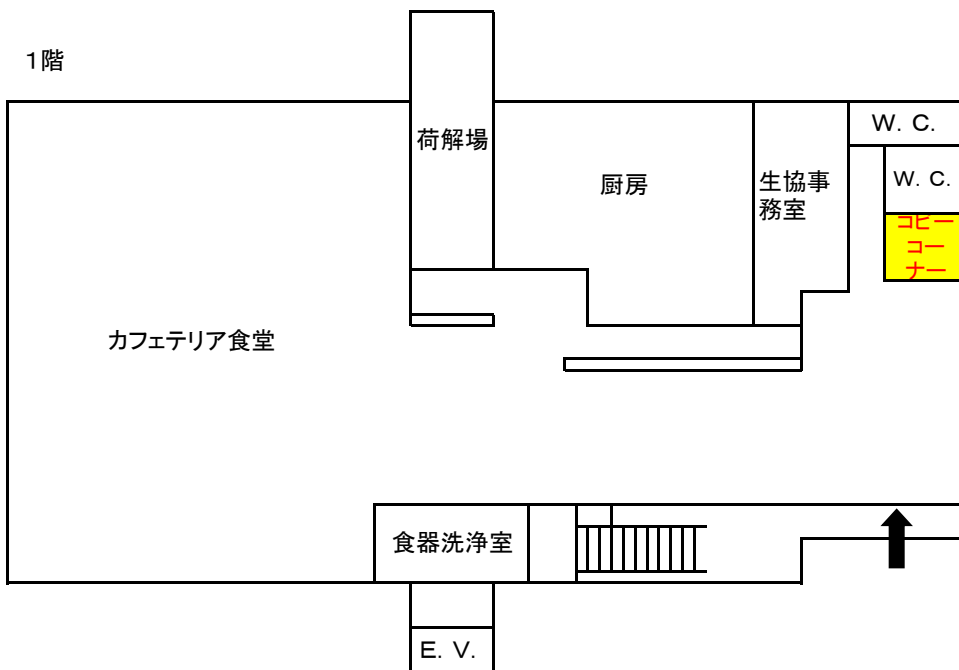 1階
W. C.
荷解場
厨房
生協事
務室
W. C.
コピー
コー
ナー
カフェテリア食堂
食器洗浄室
E. V.